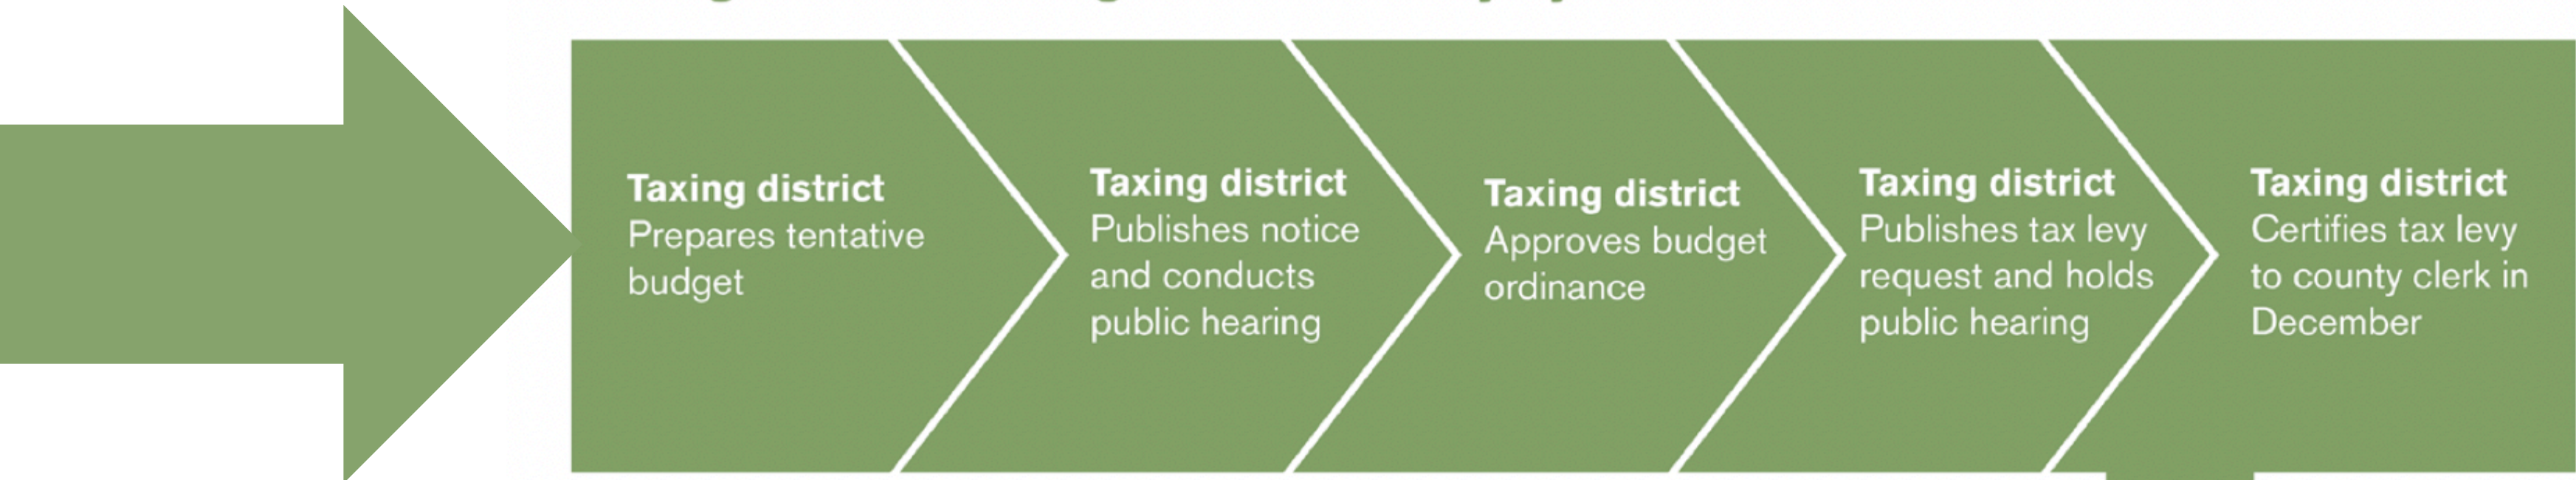 Taxing district
Prepares tentative
budget
Taxing district
Publishes notice
and conducts
public hearing
Taxing district
Approves budget
ordinance
Taxing district
Publishes tax levy
request and holds
public hearing
Taxing district
Certifies tax levy
to county clerk in
December